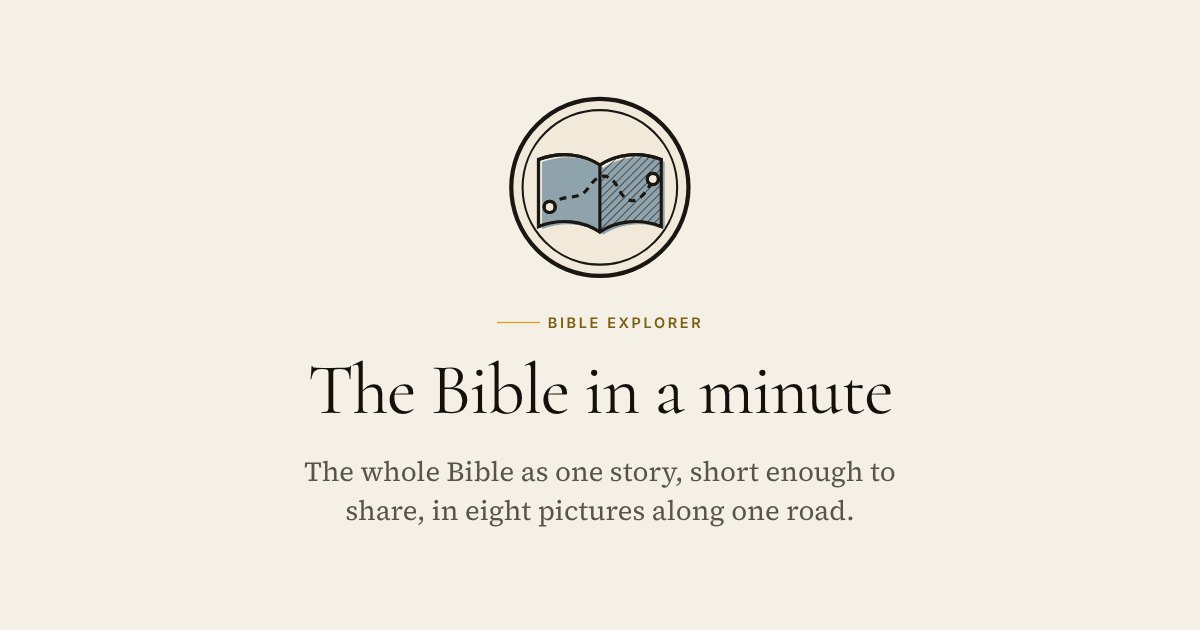 BIBLE EXPLORER
The Bible in a minute
The whole Bible as one story, short enough to
share, in eight pictures along one road.